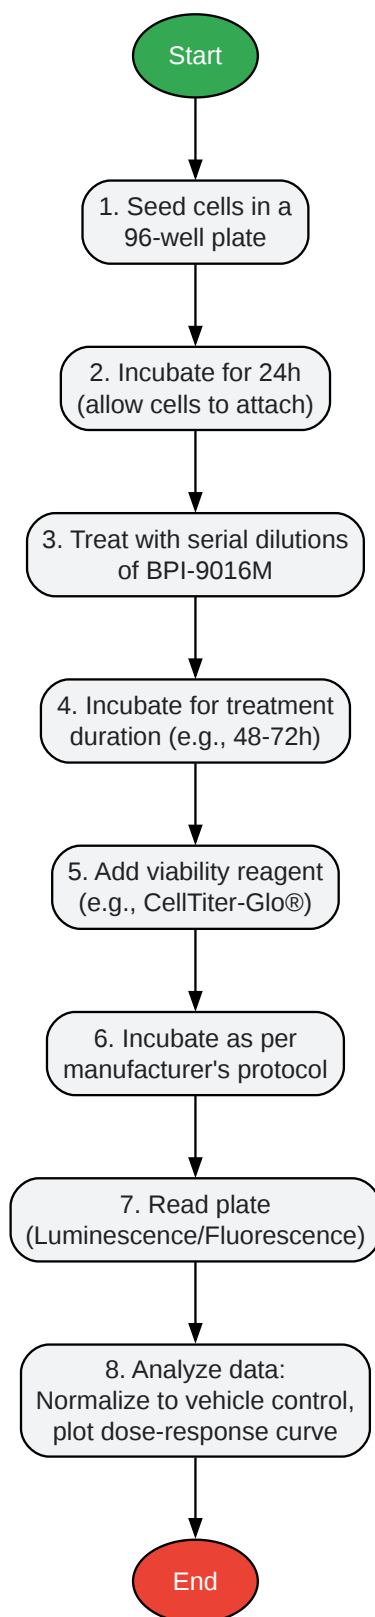 Start
1. Seed cells in a
96-well plate
2. Incubate for 24h
(allow cells to attach)
3. Treat with serial dilutions
of BPI-9016M
4. Incubate for treatment
duration (e.g., 48-72h)
5. Add viability reagent
(e.g., CellTiter-Glo®)
6. Incubate as per
manufacturer's protocol
7. Read plate
(Luminescence/Fluorescence)
8. Analyze data:
Normalize to vehicle control,
plot dose-response curve
End